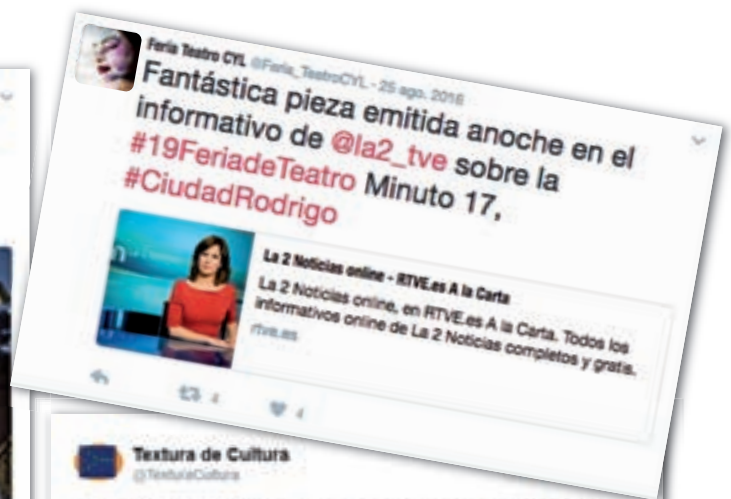 Feria Teatro CYL @Feria_TeatroCYL - 25 ago. 2016
Fantástica pieza emitida anoche en el
informativo de @la2_tve sobre la
#19FeriadeTeatro Minuto 17,
#CiudadRodrigo
La 2 Noticias online - RTVE.es A la Carta
La 2 Noticias online, en RTVE.es A la Carta. Todos los
informativos online de La 2 Noticias completos y gratis.
rtve.es
4
Textura de Cultura
@TexturaCultura